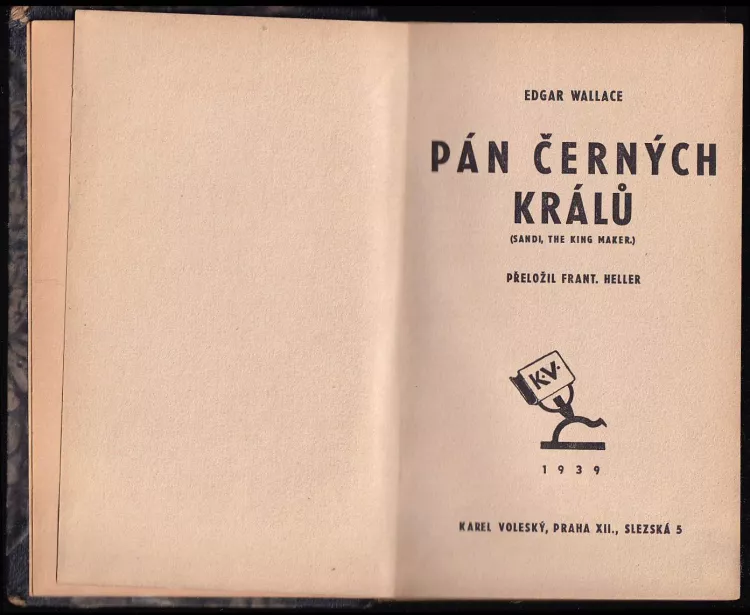 EDGAR WALLACE
PÁN ČERNÝCH
KRÁLŮ
(SANDI, THE KING MAKER.)
PŘELOŽIL FRANT. HELLER
K.V.
1939
KAREL VOLESKÝ, PRAHA XII., SLEZSKÁ 5